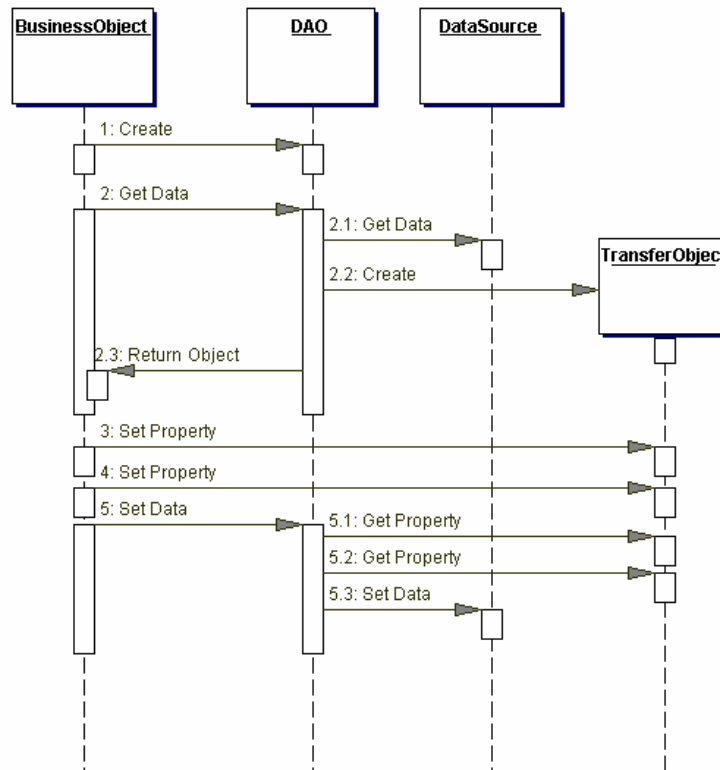 BusinessObject
DAO
DataSource
1: Create
2: Get Data
2.1: Get Data
TransferObjec
2.2: Create
2.3: Return Object
3: Set Property
4: Set Property
5: Set Data
5.1: Get Property
5.2: Get Property
5.3: Set Data